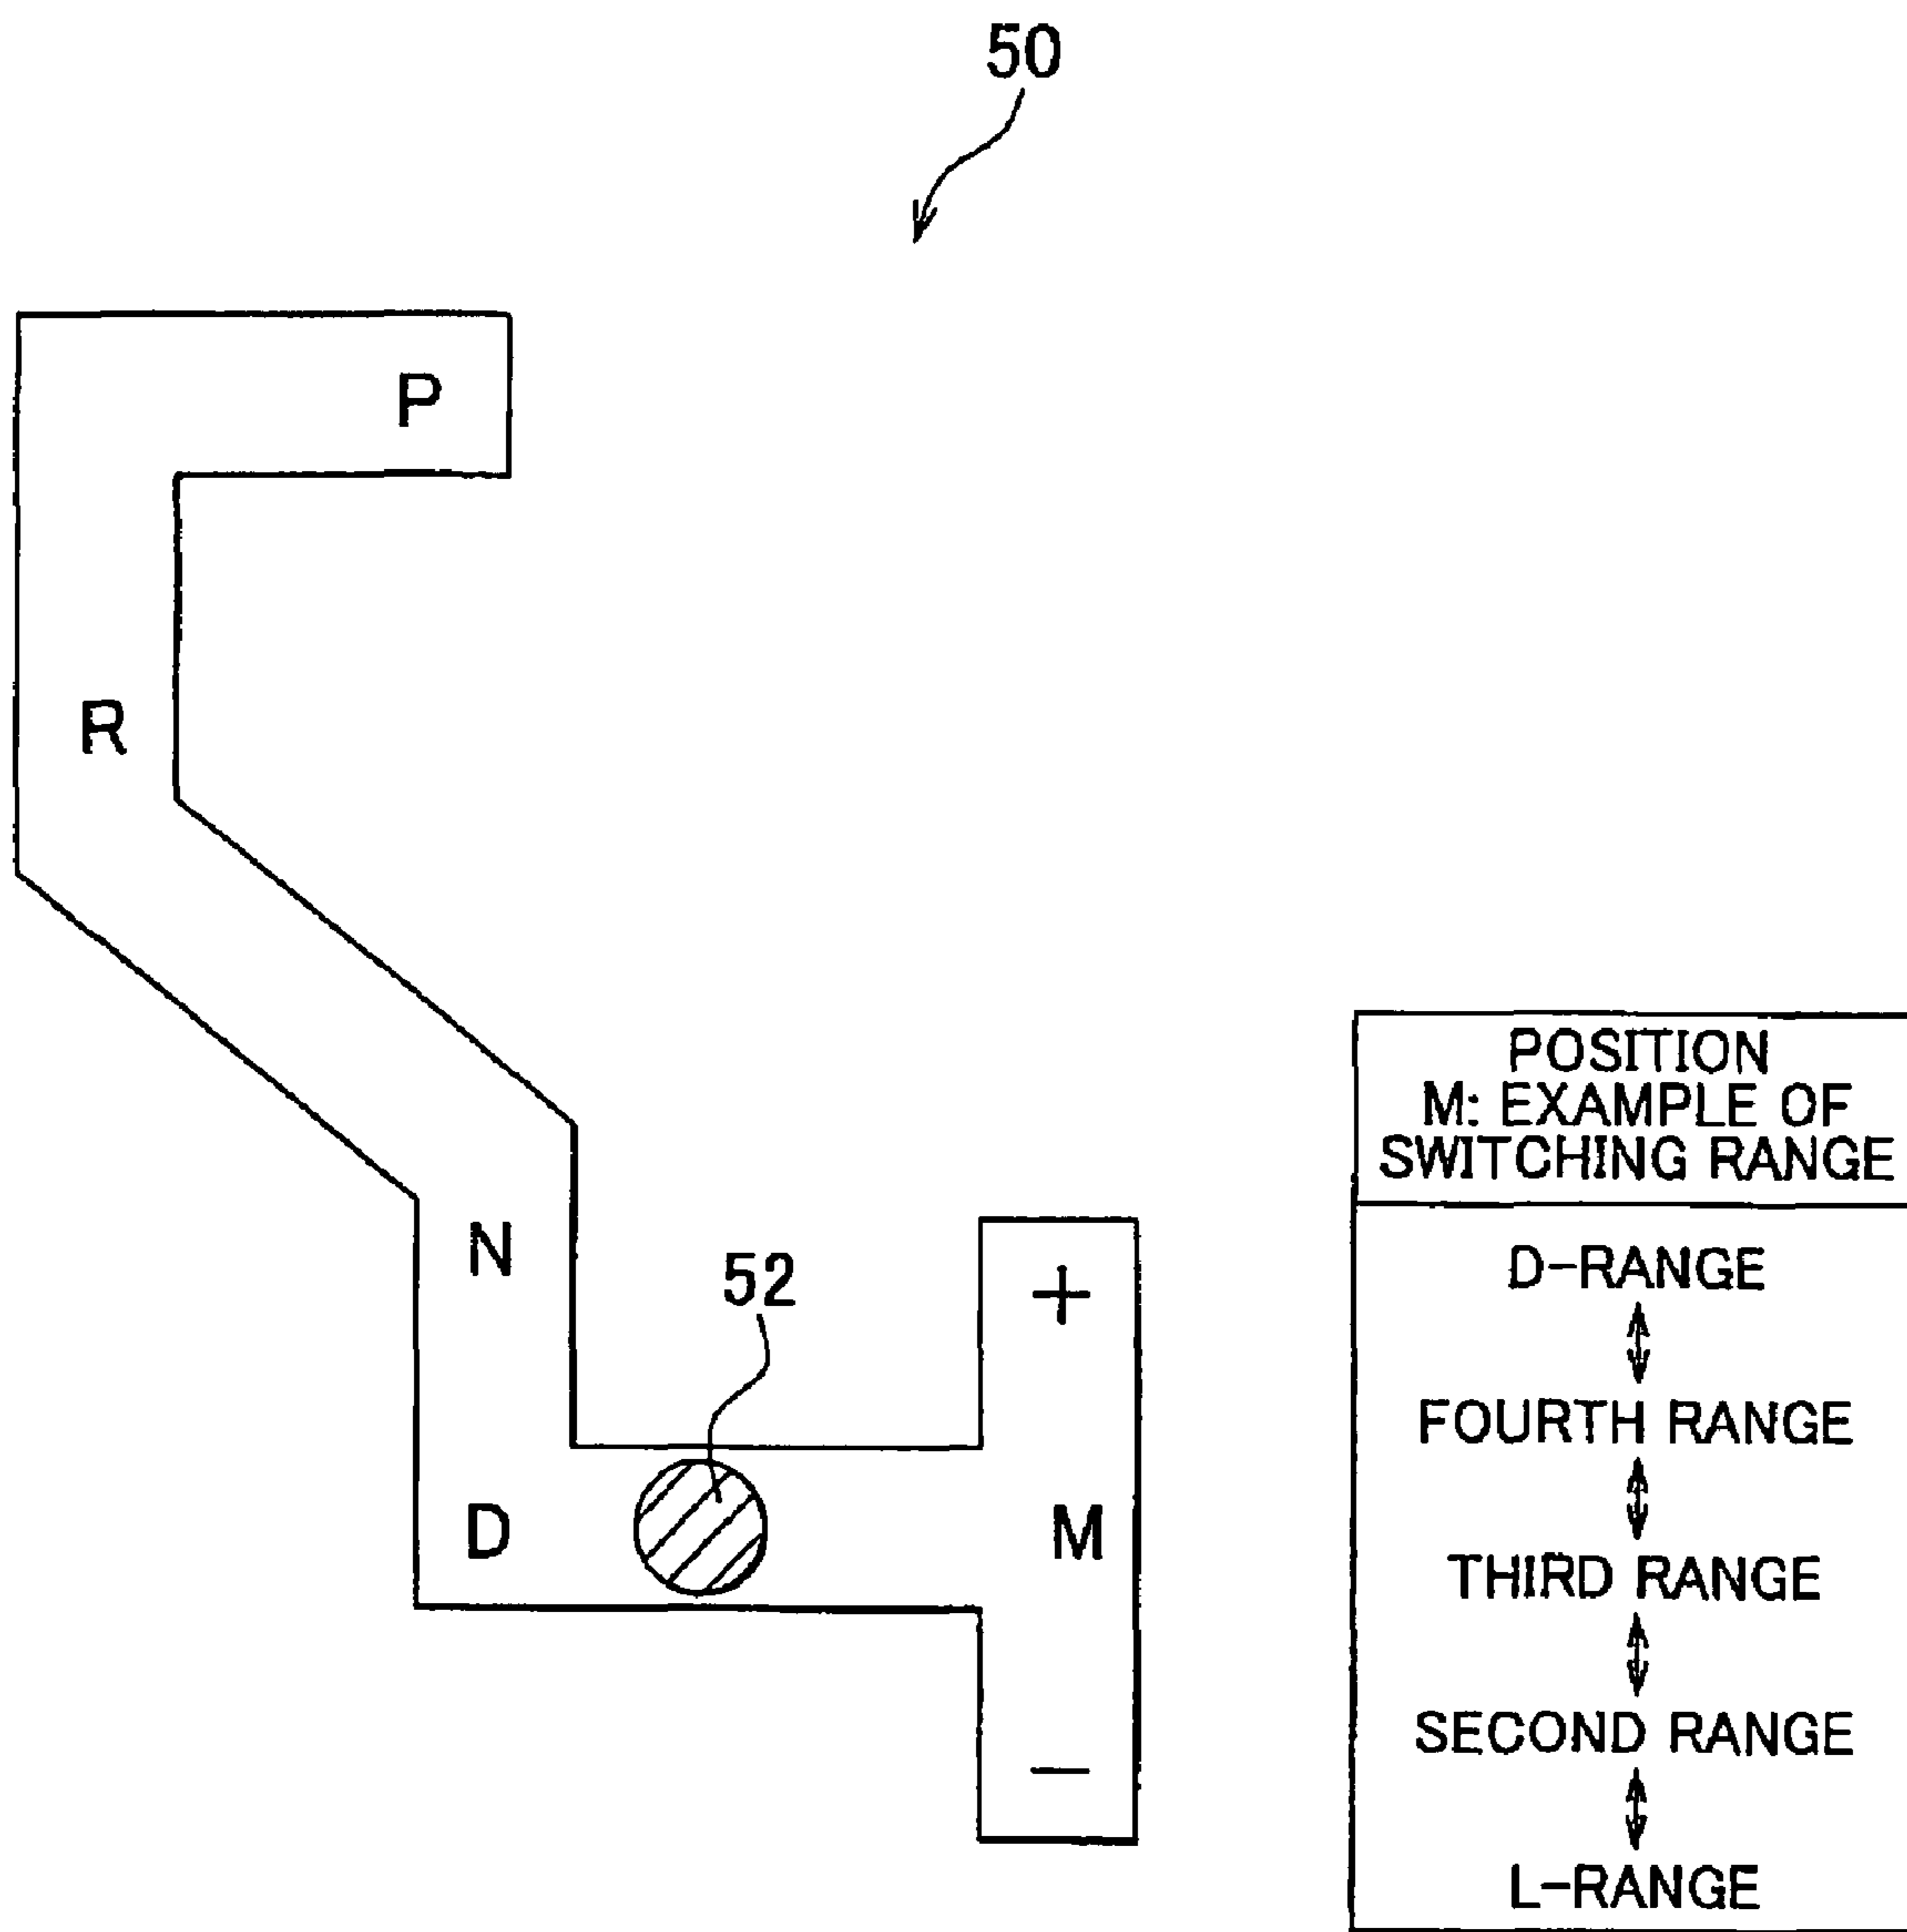 50
P
R
N
52
+
D
M
−
POSITION
M: EXAMPLE OF
SWITCHING RANGE
D-RANGE
FOURTH RANGE
THIRD RANGE
SECOND RANGE
L-RANGE